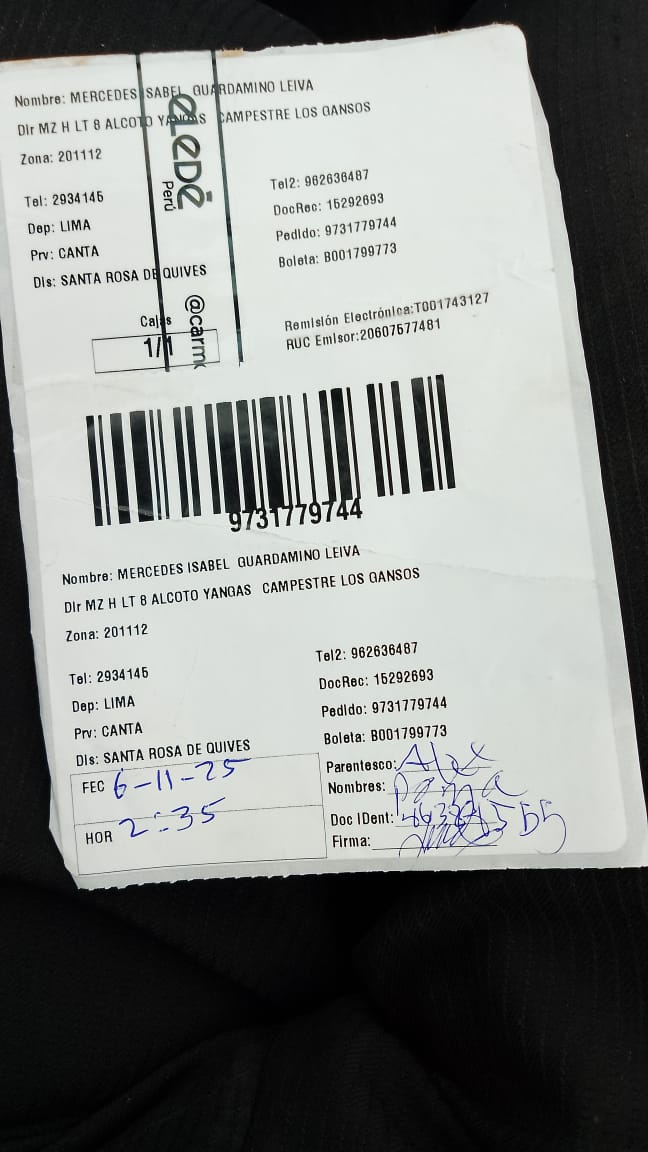 Nombre: MERCEDES ISABEL GUARDAMINO LEIVA
Dir MZ H LT 8 ALCOTO YANGAS CAMPESTRE LOS GANSOS
Zona: 201112
Tel: 2934145
Tel2: 962636487
Dep: LIMA
DocRec: 15292693
Prv: CANTA
Pedido: 9731779744
Dis: SANTA ROSA DE QUIVES
Boleta: B001799773
eLeDē
Perú
@carmk
Cajas
1/1
Remisión Electrónica:T001743127
RUC Emisor:20607577481
9731779744
Nombre: MERCEDES ISABEL GUARDAMINO LEIVA
Dir MZ H LT 8 ALCOTO YANGAS CAMPESTRE LOS GANSOS
Zona: 201112
Tel: 2934145
Tel2: 962636487
Dep: LIMA
DocRec: 15292693
Prv: CANTA
Pedido: 9731779744
Dis: SANTA ROSA DE QUIVES
Boleta: B001799773
FEC 6-11-25
HOR 2:35
Parentesco: Alex
Nombres: Poma
Doc IDent:
Firma: